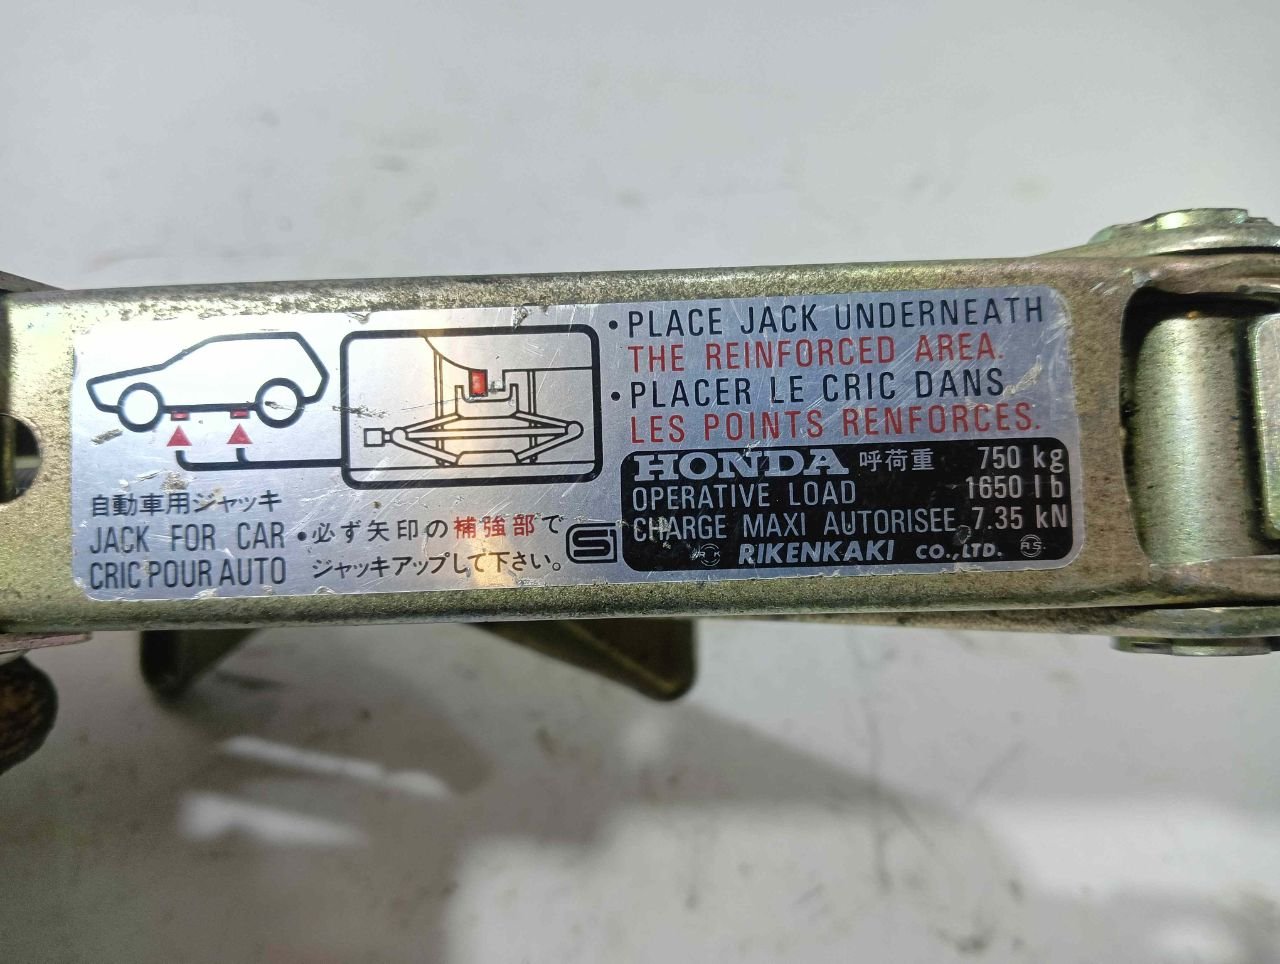 ・PLACE JACK UNDERNEATH
THE REINFORCED AREA.
・PLACER LE CRIC DANS
LES POINTS RENFORCES.
自動車用ジャッキ
JACK FOR CAR
CRIC POUR AUTO
・必ず矢印の補強部で
ジャッキアップして下さい。
S
HONDA 呼荷重 750 kg
OPERATIVE LOAD 1650 lb
CHARGE MAXI AUTORISEE 7.35 kN
RIKENKAKI CO.,LTD.